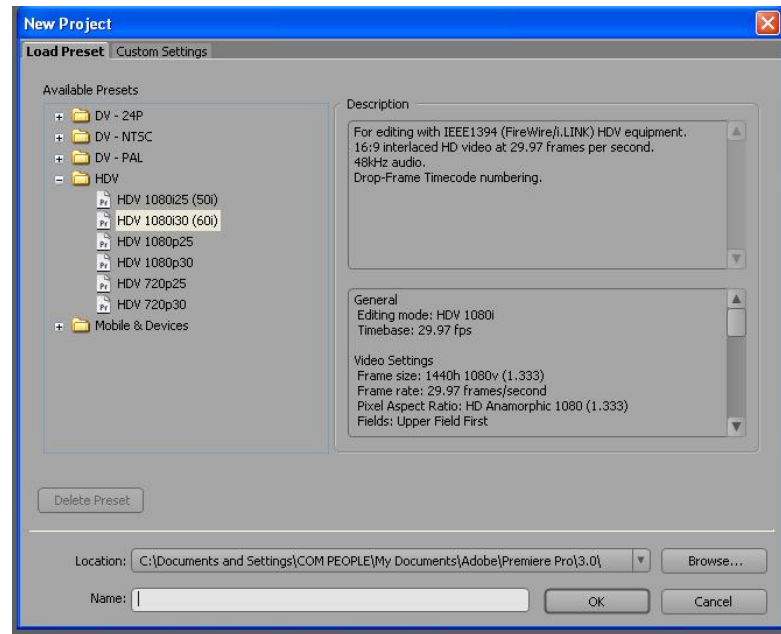 New Project
Load Preset Custom Settings
Available Presets
DV - 24P
DV - NTSC
DV - PAL
HDV
HDV 1080i25 (50i)
HDV 1080i30 (60i)
HDV 1080p25
HDV 1080p30
HDV 720p25
HDV 720p30
Mobile & Devices
Description
For editing with IEEE1394 (FireWire/i.LINK) HDV equipment.
16:9 interlaced HD video at 29.97 frames per second.
48kHz audio.
Drop-Frame Timecode numbering.
General
Editing mode: HDV 1080i
Timebase: 29.97 fps
Video Settings
Frame size: 1440h 1080v (1.333)
Frame rate: 29.97 frames/second
Pixel Aspect Ratio: HD Anamorphic 1080 (1.333)
Fields: Upper Field First
Delete Preset
Location: C:\Documents and Settings\COM PEOPLE\My Documents\Adobe\Premiere Pro\3.0\ Browse...
Name: OK Cancel